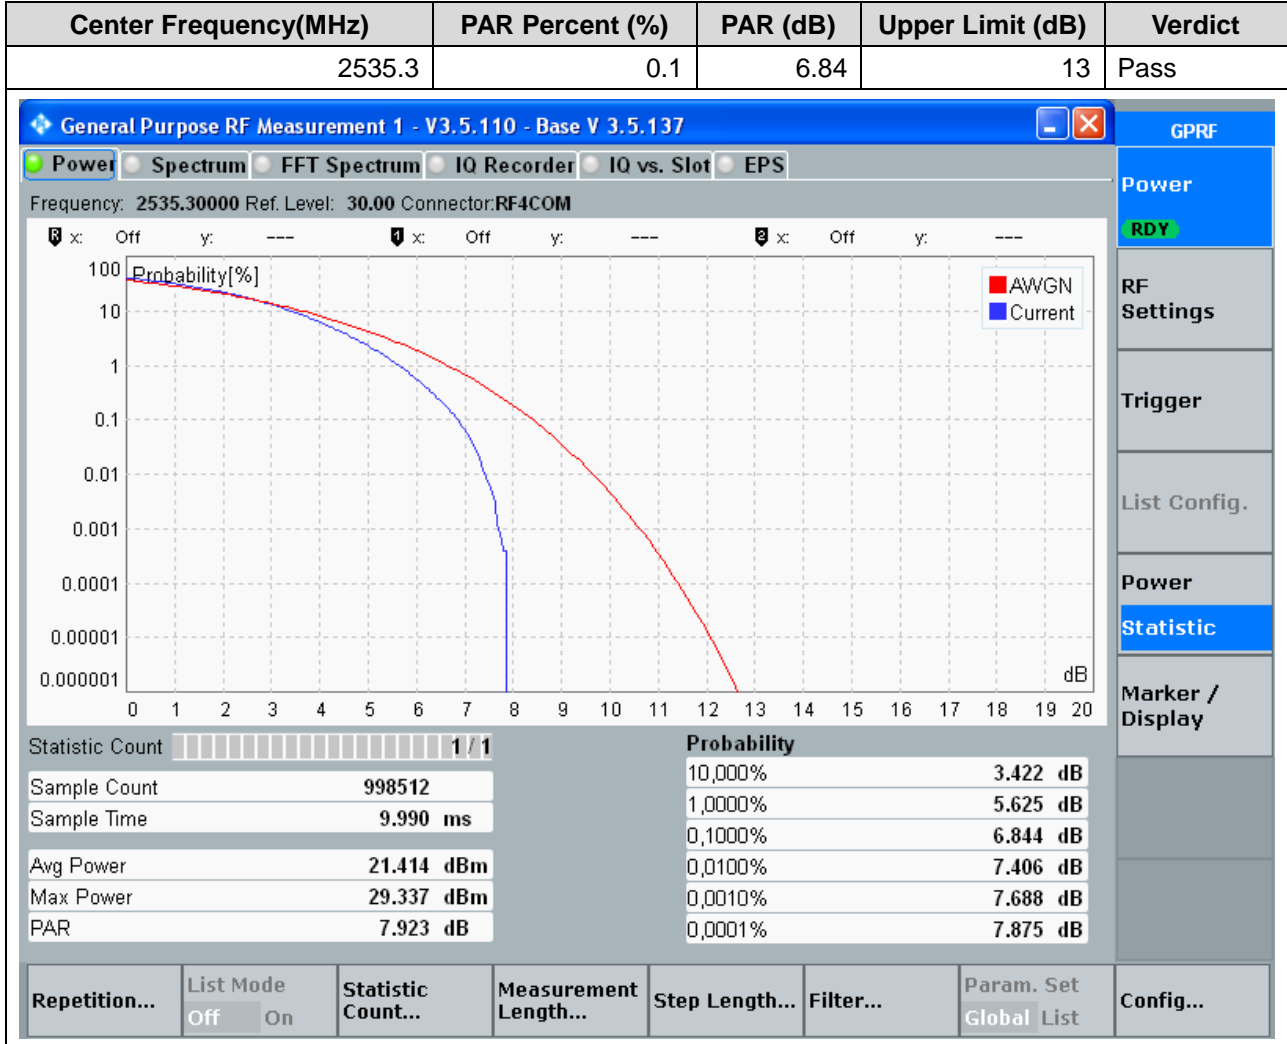 Center Frequency(MHz) PAR Percent (%) PAR (dB) Upper Limit (dB) Verdict
2535.3 0.1 6.84 13 Pass
General Purpose RF Measurement 1 - V3.5.110 - Base V 3.5.137
GPRF
Power Spectrum FFT Spectrum IQ Recorder IQ vs. Slot EPS
Frequency: 2535.30000 Ref. Level: 30.00 Connector:RF4COM
R x: Off y: --- 1 x: Off y: --- 2 x: Off y: ---
Probability[%]
100
10
1
0.1
0.01
0.001
0.0001
0.00001
0.000001
AWGN
Current
dB
0 1 2 3 4 5 6 7 8 9 10 11 12 13 14 15 16 17 18 19 20
Power
RDY
RF
Settings
Trigger
List Config.
Power
Statistic
Marker /
Display
Statistic Count 1 / 1
Sample Count 998512
Sample Time 9.990 ms
Avg Power 21.414 dBm
Max Power 29.337 dBm
PAR 7.923 dB
Probability
10,000% 3.422 dB
1,0000% 5.625 dB
0,1000% 6.844 dB
0,0100% 7.406 dB
0,0010% 7.688 dB
0,0001% 7.875 dB
Repetition...
List Mode
Off On
Statistic
Count...
Measurement
Length...
Step Length...
Filter...
Param. Set
Global List
Config...